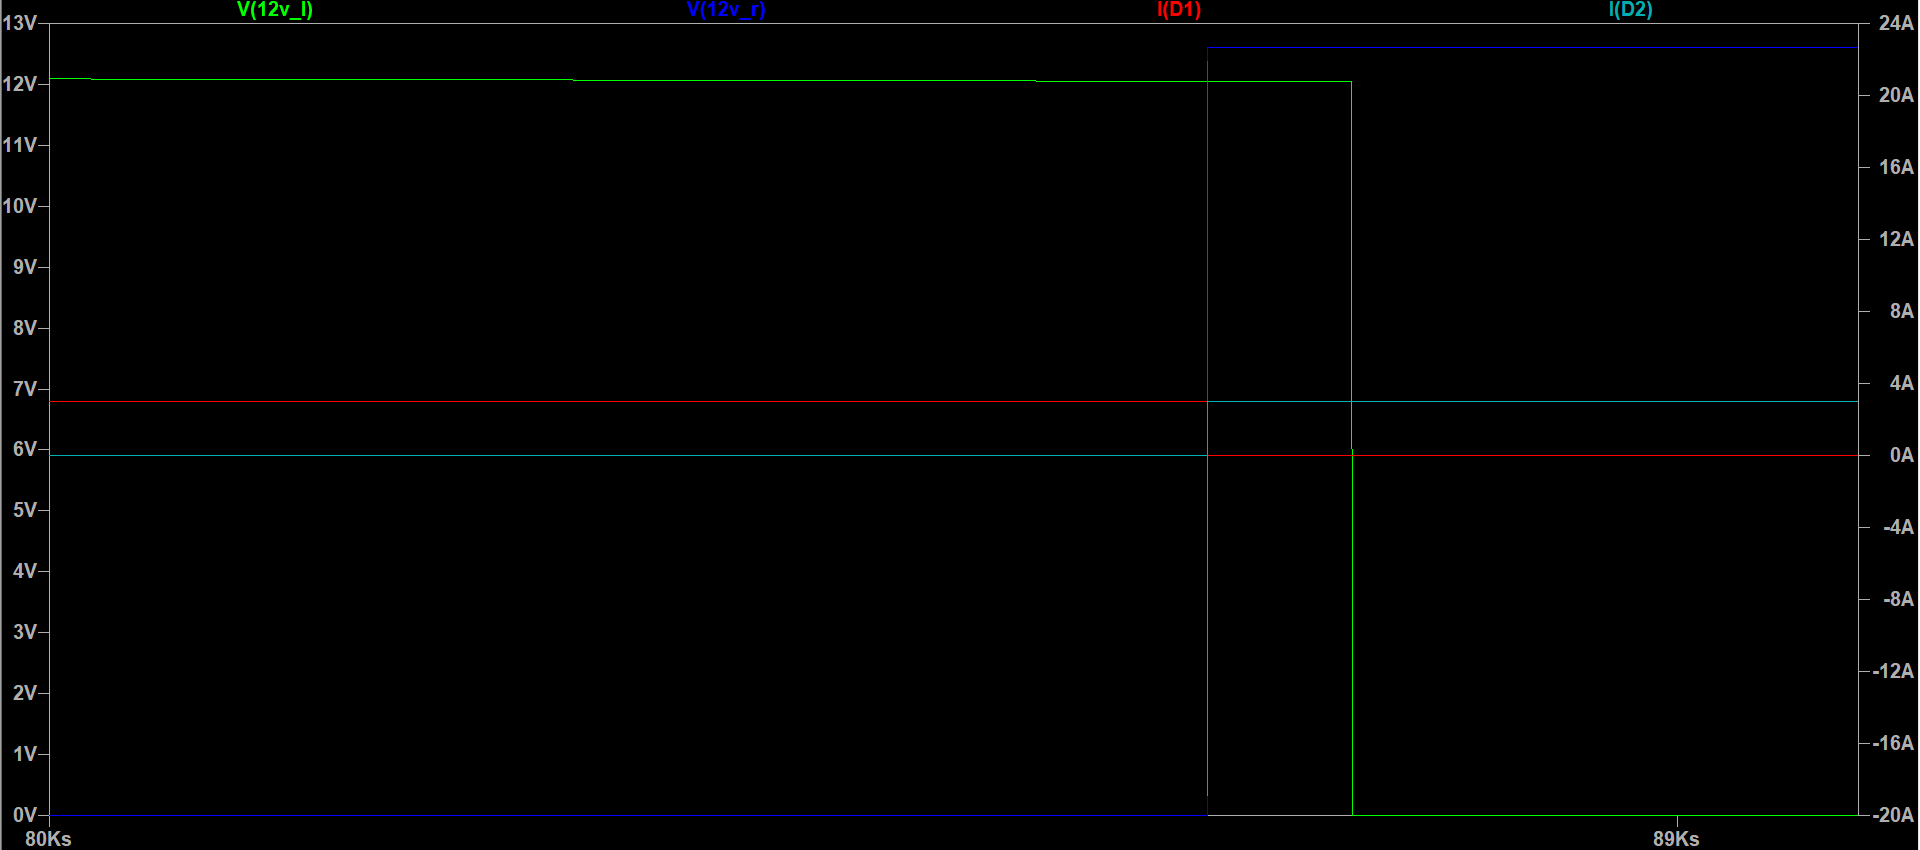 V(12v_l) V(12v_r) I(D1) I(D2)
13V 24A
12V 20A
11V 16A
10V 12A
9V 8A
8V 4A
7V 0A
6V -4A
5V -8A
4V -12A
3V -16A
2V -20A
1V
0V
80Ks 89Ks